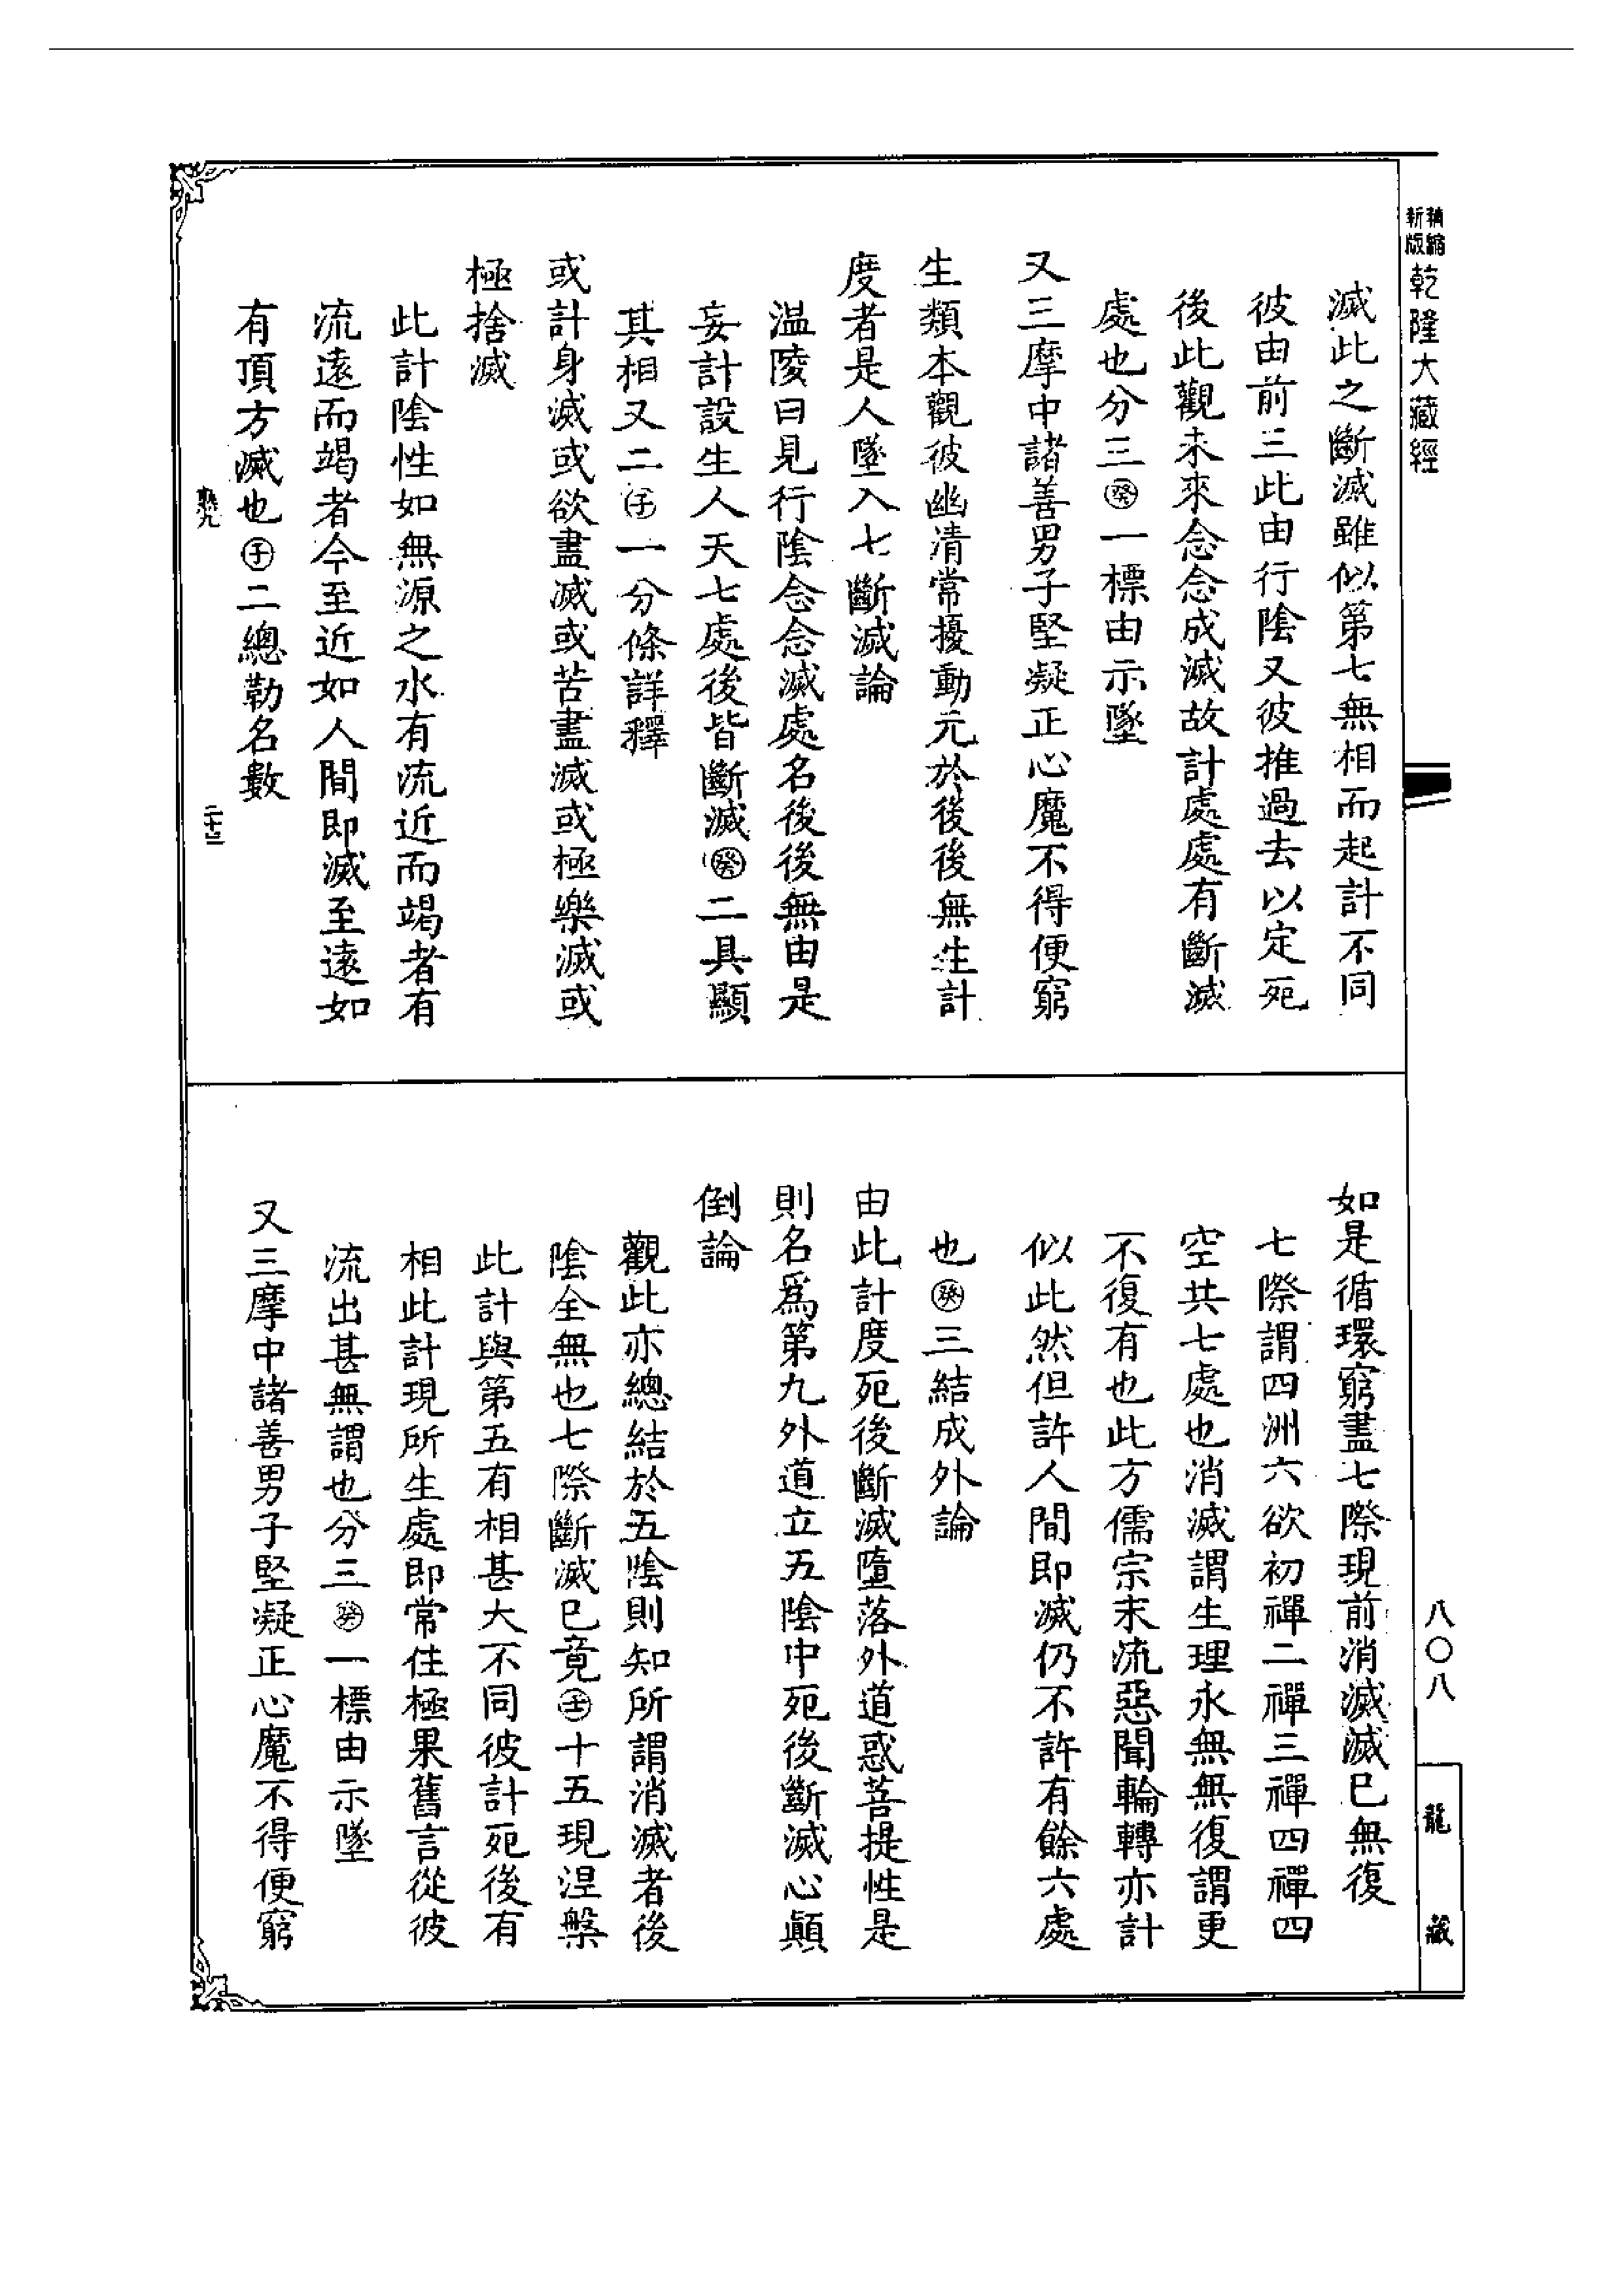 精縮新版乾隆大藏經
滅此之斷滅雖似第七無相而起計不同
彼由前三此由行陰又彼推過去以定死
後此觀未來念念成滅故計處處有斷滅
處也分三㊋一標由示墜
又三摩中諸善男子堅凝正心魔不得便窮
生類本觀彼幽清常擾動元於後後無生計
度者是人墜入七斷滅論
溫陵曰見行陰念念滅處名後後無由是
妄計設生人天七處後皆斷滅癸二具顯
其相又二子一分條詳釋
或計身滅或欲盡滅或苦盡滅或極樂滅或
極捨滅
此計陰性如無源之水有流近而竭者有
流遠而竭者今至近如人間即滅至遠如
有頂方滅也子二總勒名數
二十三
如是循環窮盡七際現前消滅滅已無復
七際謂四洲六欲初禪二禪三禪四禪四
空共七處也消滅謂生理永無無復謂更
不復有也此方儒宗末流惡聞輪轉亦計
似此然但許人間即滅仍不許有餘六處
也癸三結成外論
由此計度死後斷滅墮落外道惑菩提性是
則名爲第九外道立五陰中死後斷滅心顛
倒論
觀此亦總結於五陰則知所謂消滅者後
陰全無也七際斷滅已竟壬十五現涅槃
此計與第五有相甚大不同彼計死後有
相此計現所生處即常住極果舊言從彼
流出甚無謂也分三癸一標由示墜
又三摩中諸善男子堅凝正心魔不得便窮
八〇八
龍藏